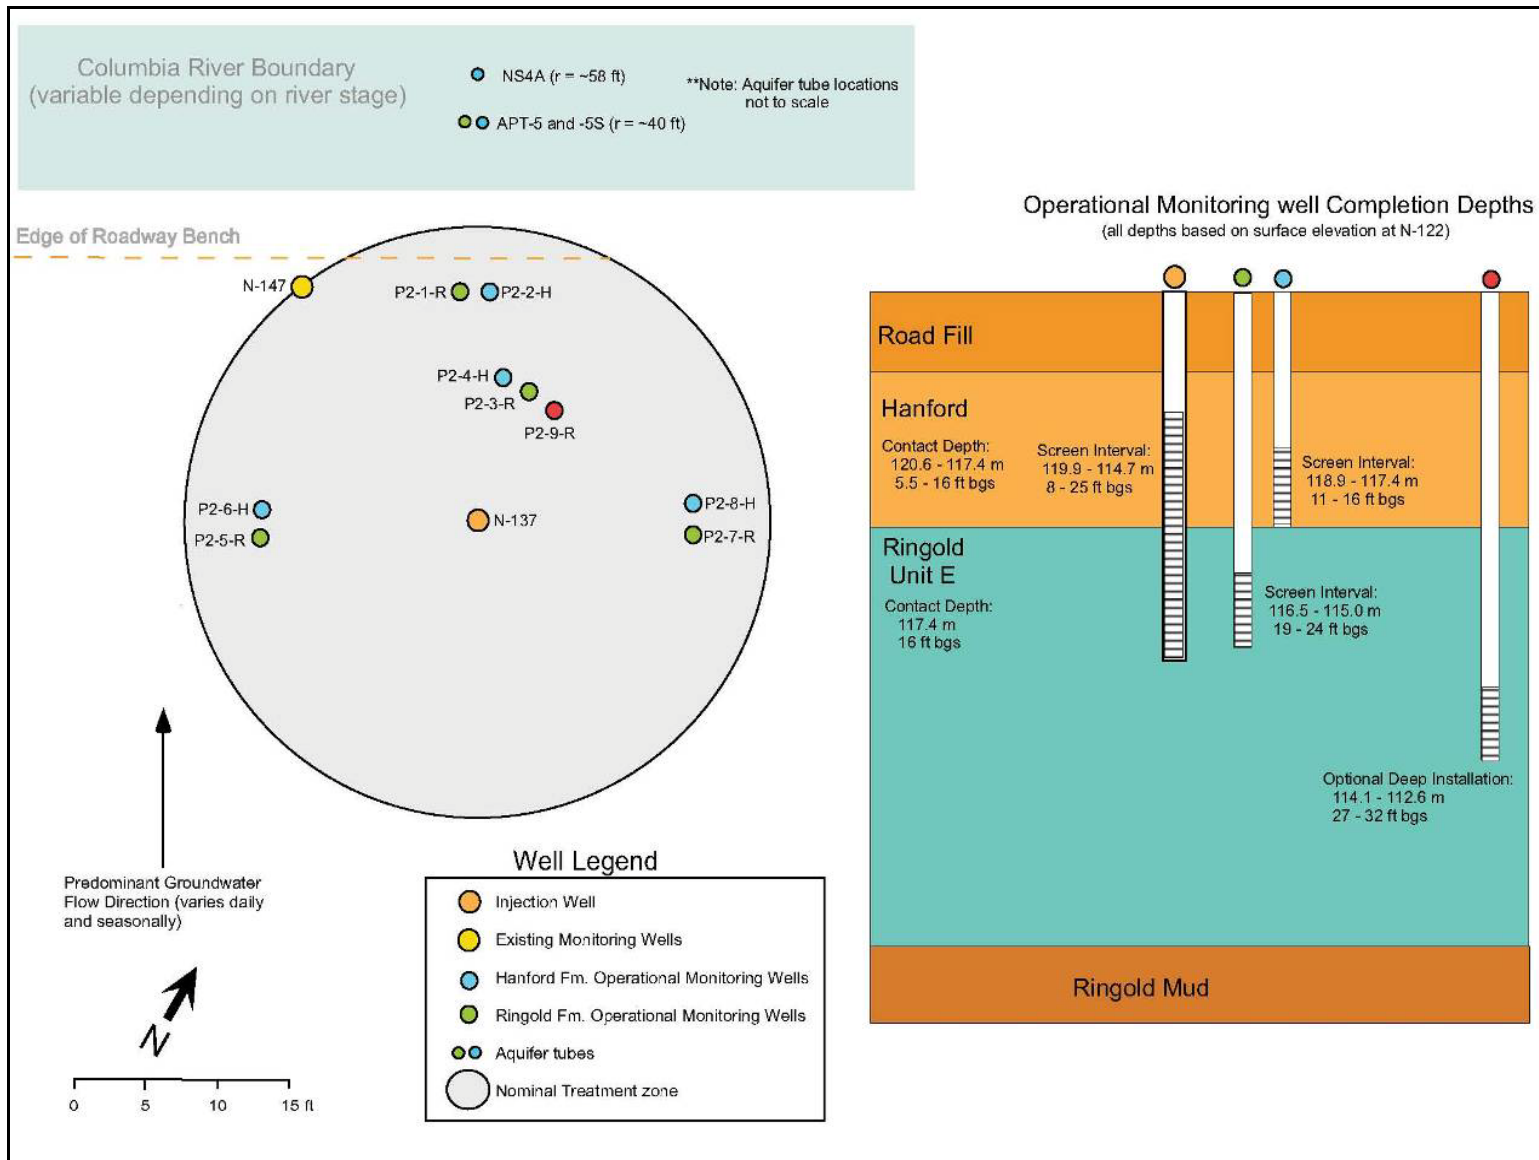 Columbia River Boundary
(variable depending on river stage)
NS4A (r = ~58 ft)
APT-5 and -5S (r = ~40 ft)
**Note: Aquifer tube locations
not to scale
Edge of Roadway Bench
N-147
P2-1-R
P2-2-H
P2-4-H
P2-3-R
P2-9-R
P2-6-H
P2-5-R
N-137
P2-8-H
P2-7-R
Predominant Groundwater
Flow Direction (varies daily
and seasonally)
N
0 5 10 15 ft
Well Legend
Injection Well
Existing Monitoring Wells
Hanford Fm. Operational Monitoring Wells
Ringold Fm. Operational Monitoring Wells
Aquifer tubes
Nominal Treatment zone
Operational Monitoring well Completion Depths
(all depths based on surface elevation at N-122)
Road Fill
Hanford
Contact Depth:
120.6 - 117.4 m
5.5 - 16 ft bgs
Screen Interval:
119.9 - 114.7 m
8 - 25 ft bgs
Screen Interval:
118.9 - 117.4 m
11 - 16 ft bgs
Ringold
Unit E
Contact Depth:
117.4 m
16 ft bgs
Screen Interval:
116.5 - 115.0 m
19 - 24 ft bgs
Optional Deep Installation:
114.1 - 112.6 m
27 - 32 ft bgs
Ringold Mud